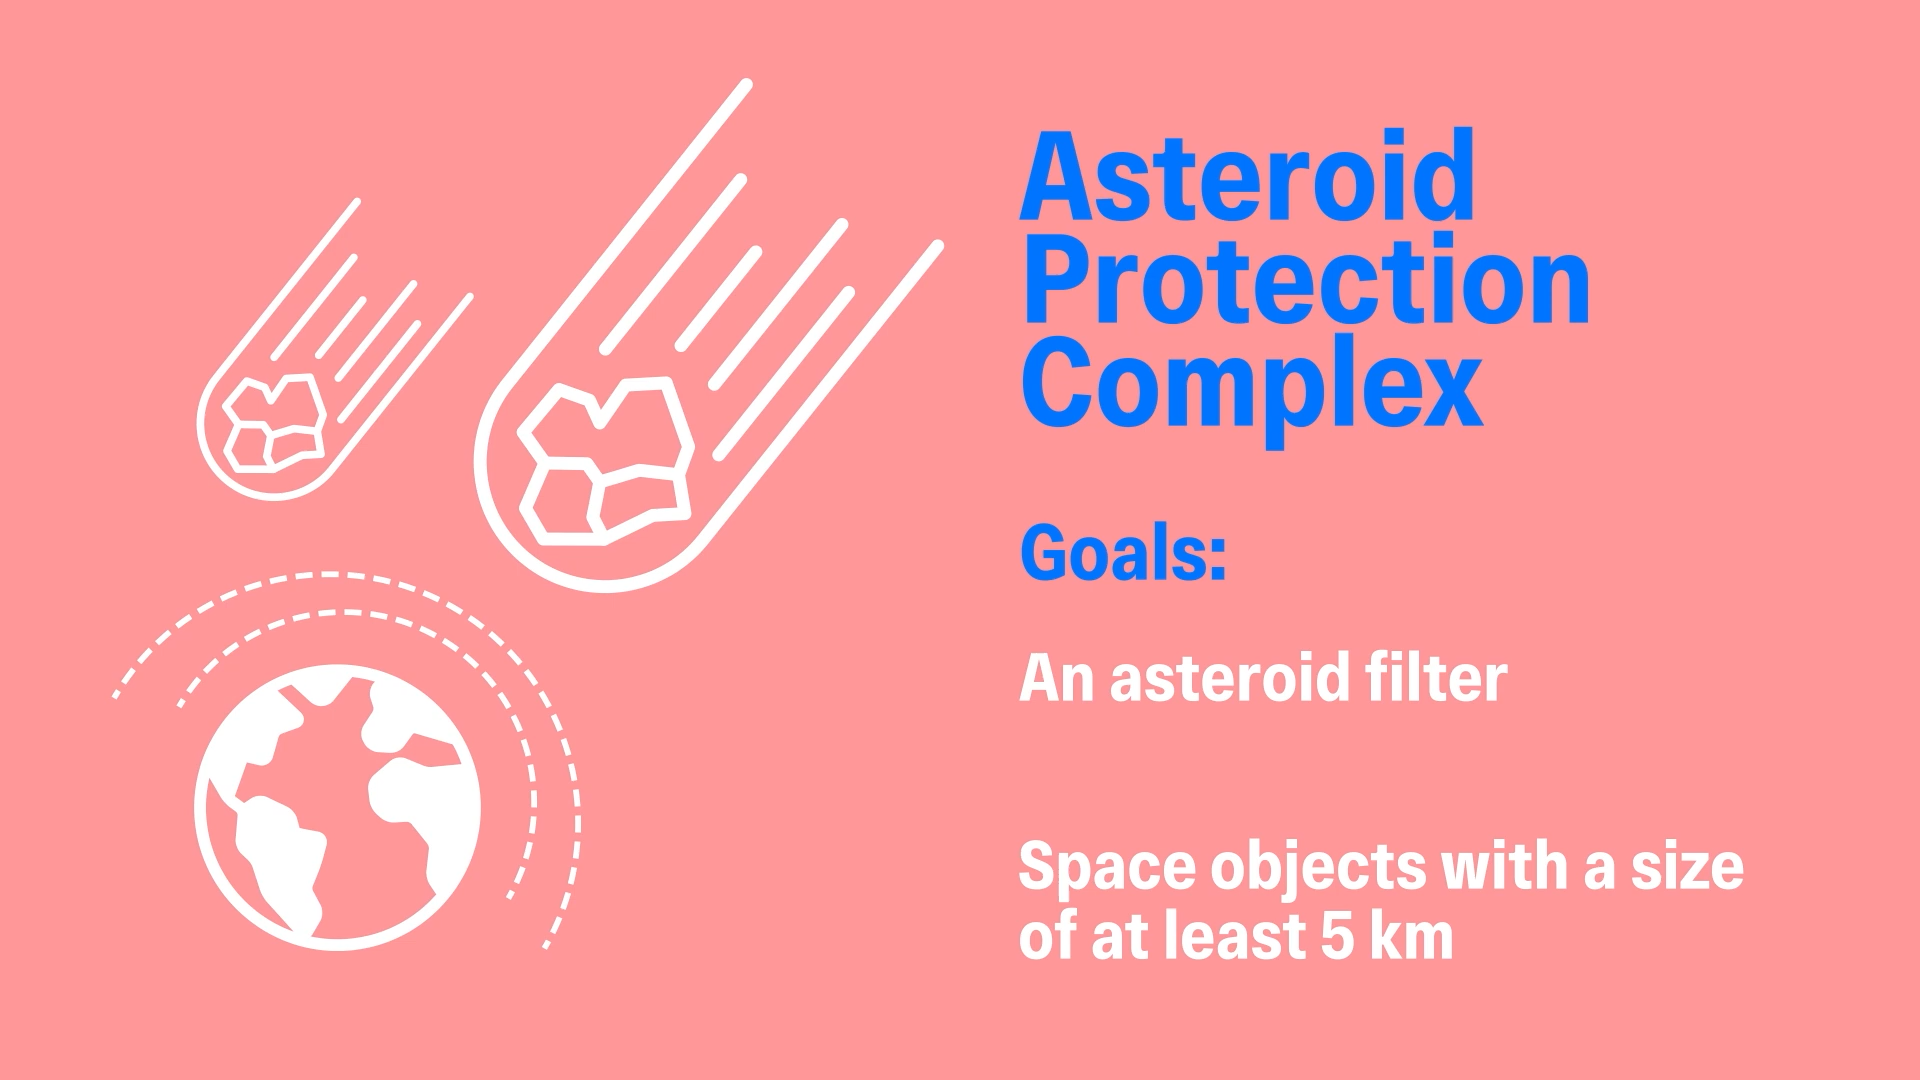 Asteroid
Protection
Complex
Goals:
An asteroid filter
Space objects with a size
of at least 5 km